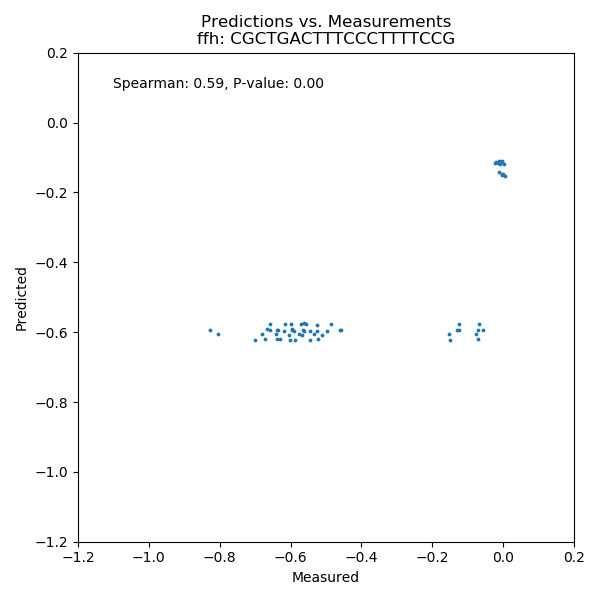 Predictions vs. Measurements
ffh: CGCTGACTTTCCCTTTTCCG
Spearman: 0.59, P-value: 0.00
0.2
0.0
−0.2
−0.4
−0.6
−0.8
−1.0
−1.2
Predicted
−1.2 −1.0 −0.8 −0.6 −0.4 −0.2 0.0 0.2
Measured